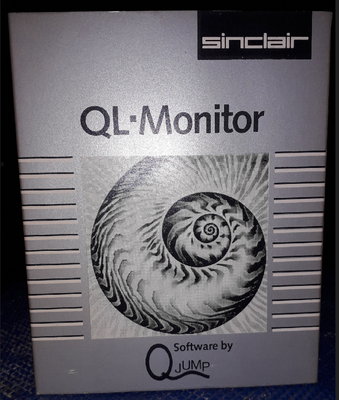 sinclair
QL·Monitor
Software by
QJUMP